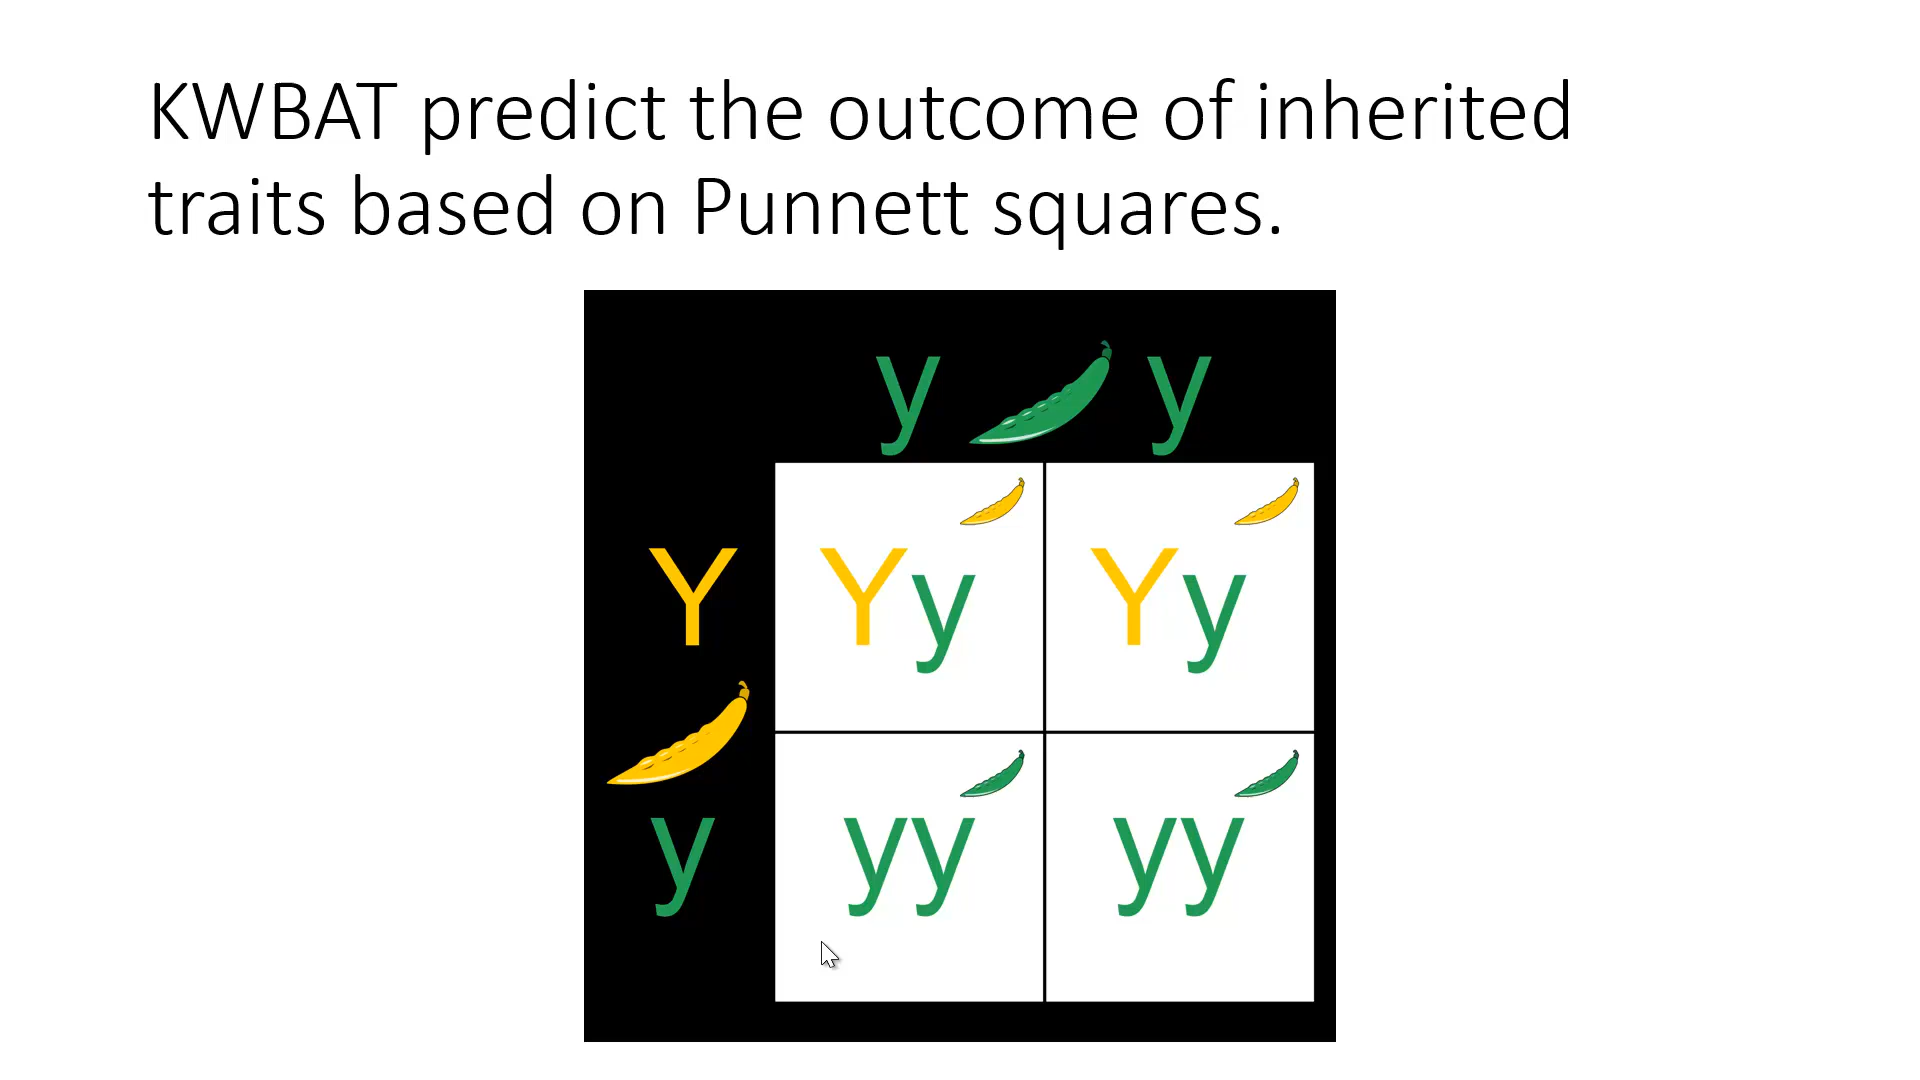 KWBAT predict the outcome of inherited
traits based on Punnett squares.
y y
Y Yy Yy
y yy yy